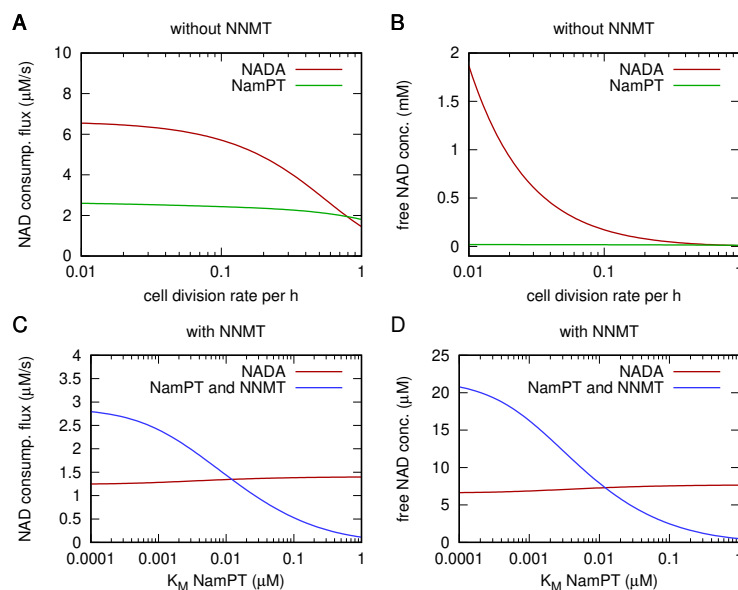 A
without NNMT
NADA
NamPT
NAD consump. flux (μM/s)
10
8
6
4
2
0
0.01
0.1
1
cell division rate per h
B
without NNMT
NADA
NamPT
free NAD conc. (mM)
2
1.5
1
0.5
0
0.01
0.1
1
cell division rate per h
C
with NNMT
NADA
NamPT and NNMT
NAD consump. flux (μM/s)
4
3.5
3
2.5
2
1.5
1
0.5
0
0.0001
0.001
0.01
0.1
1
K_M NamPT (μM)
D
with NNMT
NADA
NamPT and NNMT
free NAD conc. (μM)
25
20
15
10
5
0
0.0001
0.001
0.01
0.1
1
K_M NamPT (μM)